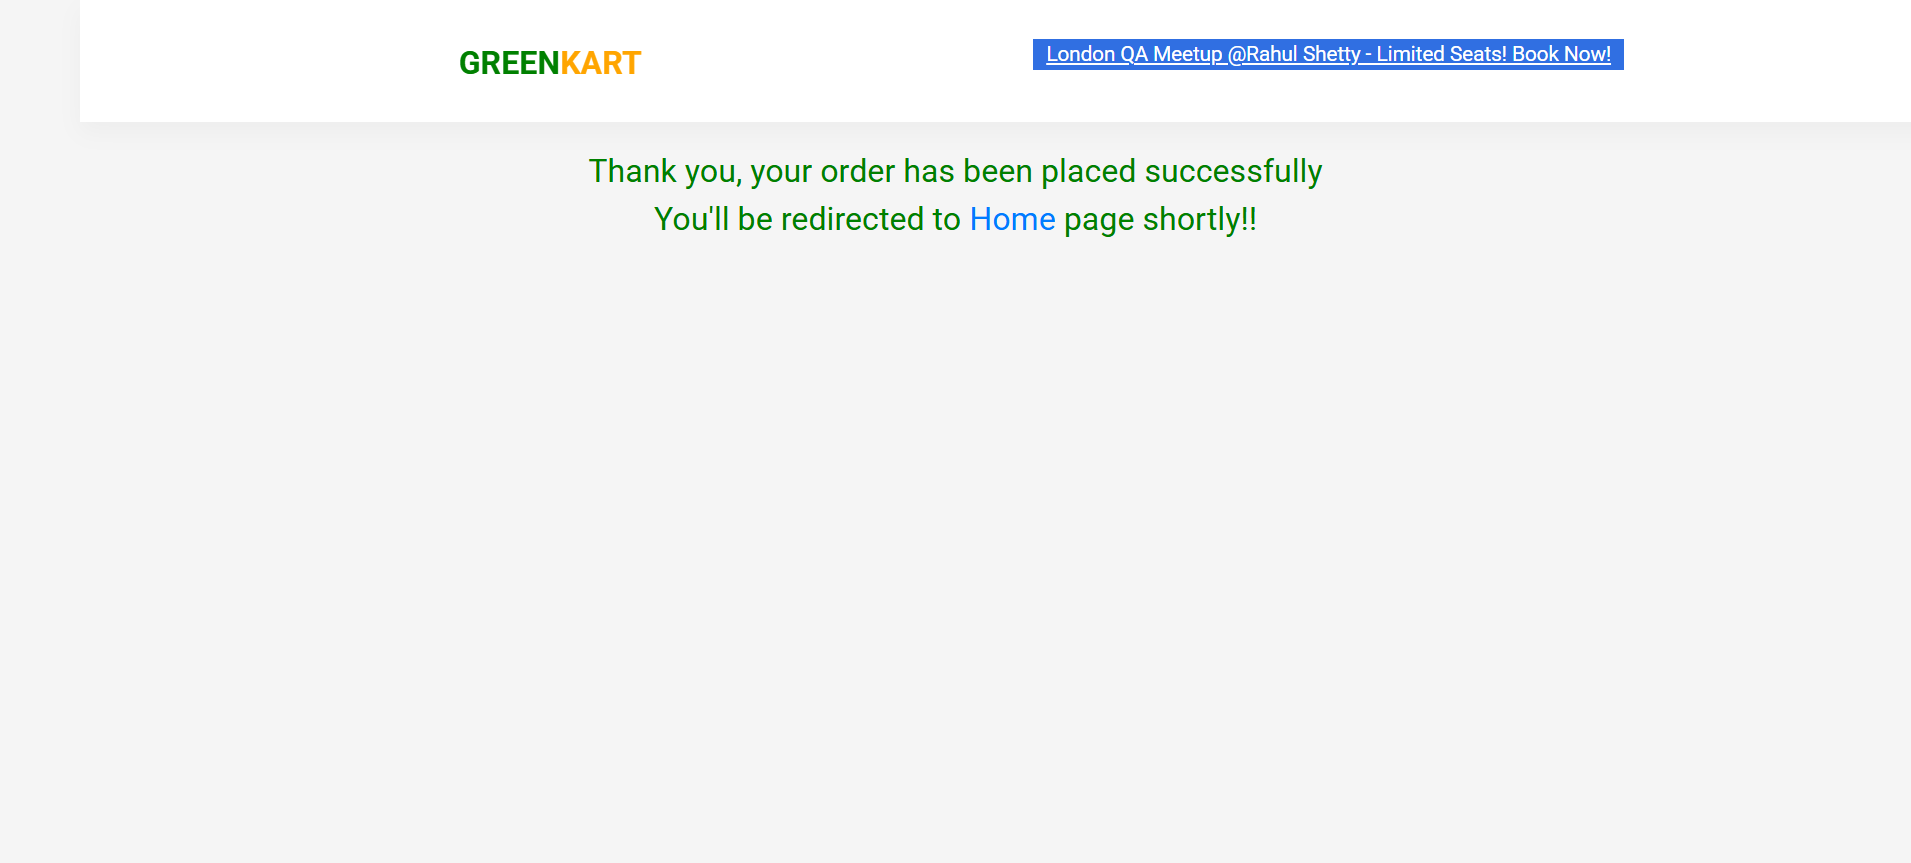 GREENKART
London QA Meetup @Rahul Shetty - Limited Seats! Book Now!
Thank you, your order has been placed successfully
You'll be redirected to Home page shortly!!